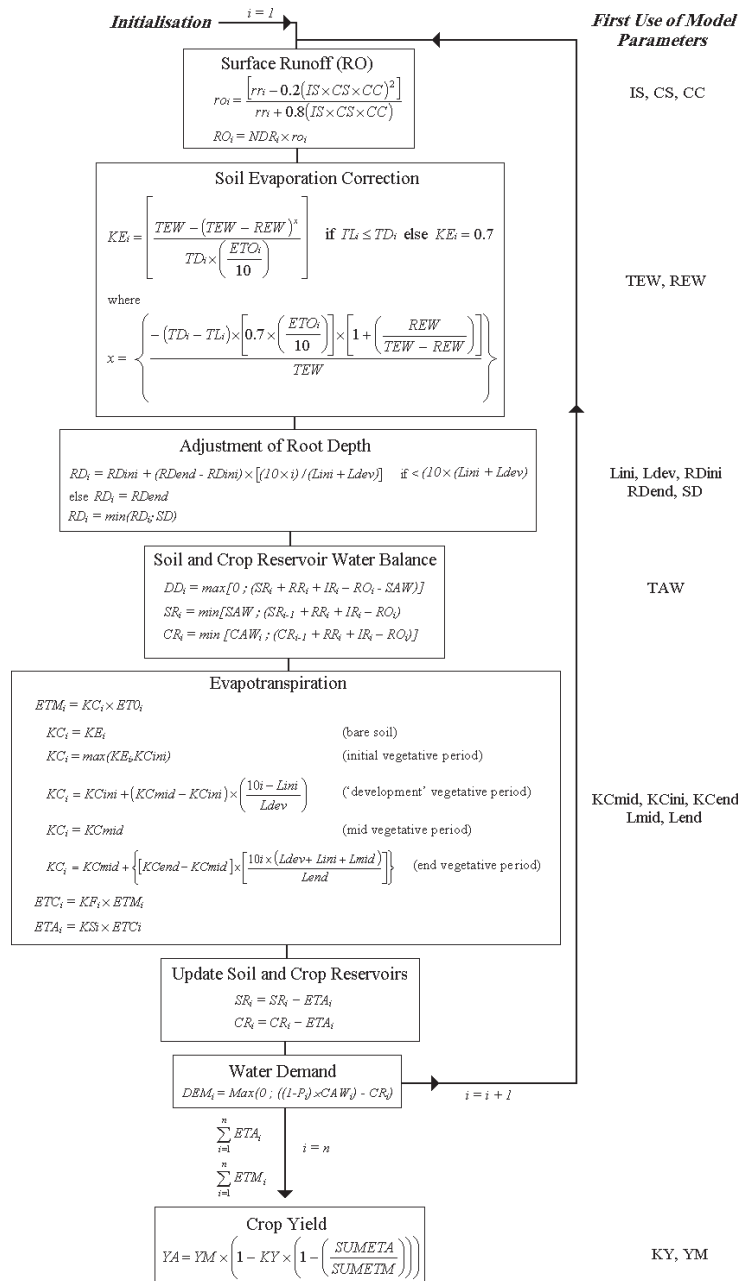 Initialisation
i = 1
First Use of Model
Parameters
Surface Runoff (RO)
roi = [rri – 0.2(IS×CS×CC)²] / rri + 0.8(IS×CS×CC)
ROi = NDRi × roi
IS, CS, CC
Soil Evaporation Correction
KEi = [TEW – (TEW – REW)^x / TDi × (ETOi / 10)] if TLi ≤ TDi else KEi = 0.7
where
x = {–(TDi – TLi) × [0.7 × (ETOi / 10)] × [1 + (REW / TEW – REW)] / TEW}
TEW, REW
Adjustment of Root Depth
RDi = RDini + (RDend - RDini) × [(10×i) / (Lini + Ldev)] if < (10× (Lini + Ldev)
else RDi = RDend
RDi = min(RDi; SD)
Lini, Ldev, RDini
RDend, SD
Soil and Crop Reservoir Water Balance
DDi = max[0 ; (SRi + RRi + IRi – ROi - SAW)]
SRi = min[SAW ; (SRi-1 + RRi + IRi – ROi)
CRi = min [CAWi ; (CRi-1 + RRi + IRi – ROi)]
TAW
Evapotranspiration
ETMi = KCi × ET0i
KCi = KEi (bare soil)
KCi = max(KEi,KCini) (initial vegetative period)
KCi = KCini + (KCmid – KCini) × (10i – Lini / Ldev) (‘development’ vegetative period)
KCi = KCmid (mid vegetative period)
KCi = KCmid + {[KCend – KCmid] × [10i × (Ldev + Lini + Lmid) / Lend]} (end vegetative period)
ETCi = KFi × ETMi
ETAi = KSi × ETCi
KCmid, KCini, KCend
Lmid, Lend
Update Soil and Crop Reservoirs
SRi = SRi – ETAi
CRi = CRi – ETAi
Water Demand
DEMi = Max(0 ; ((1-Pi) ×CAWi) - CRi)
i = i + 1
n ∑ i=1 ETAi
i = n
n ∑ i=1 ETMi
Crop Yield
YA = YM × (1 – KY × (1 – (SUMETA / SUMETM)))
KY, YM